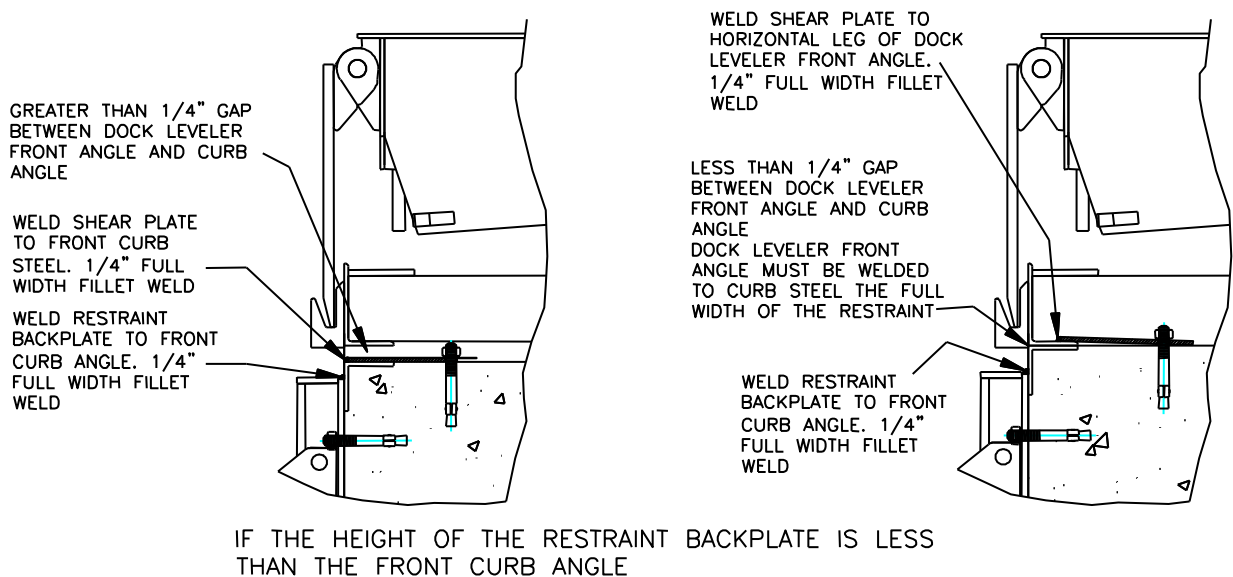 GREATER THAN 1/4" GAP
BETWEEN DOCK LEVELER
FRONT ANGLE AND CURB
ANGLE
WELD SHEAR PLATE
TO FRONT CURB
STEEL. 1/4" FULL
WIDTH FILLET WELD
WELD RESTRAINT
BACKPLATE TO FRONT
CURB ANGLE. 1/4"
FULL WIDTH FILLET
WELD
WELD SHEAR PLATE TO
HORIZONTAL LEG OF DOCK
LEVELER FRONT ANGLE.
1/4" FULL WIDTH FILLET
WELD
LESS THAN 1/4" GAP
BETWEEN DOCK LEVELER
FRONT ANGLE AND CURB
ANGLE
DOCK LEVELER FRONT
ANGLE MUST BE WELDED
TO CURB STEEL THE FULL
WIDTH OF THE RESTRAINT
WELD RESTRAINT
BACKPLATE TO FRONT
CURB ANGLE. 1/4"
FULL WIDTH FILLET
WELD
IF THE HEIGHT OF THE RESTRAINT BACKPLATE IS LESS
THAN THE FRONT CURB ANGLE